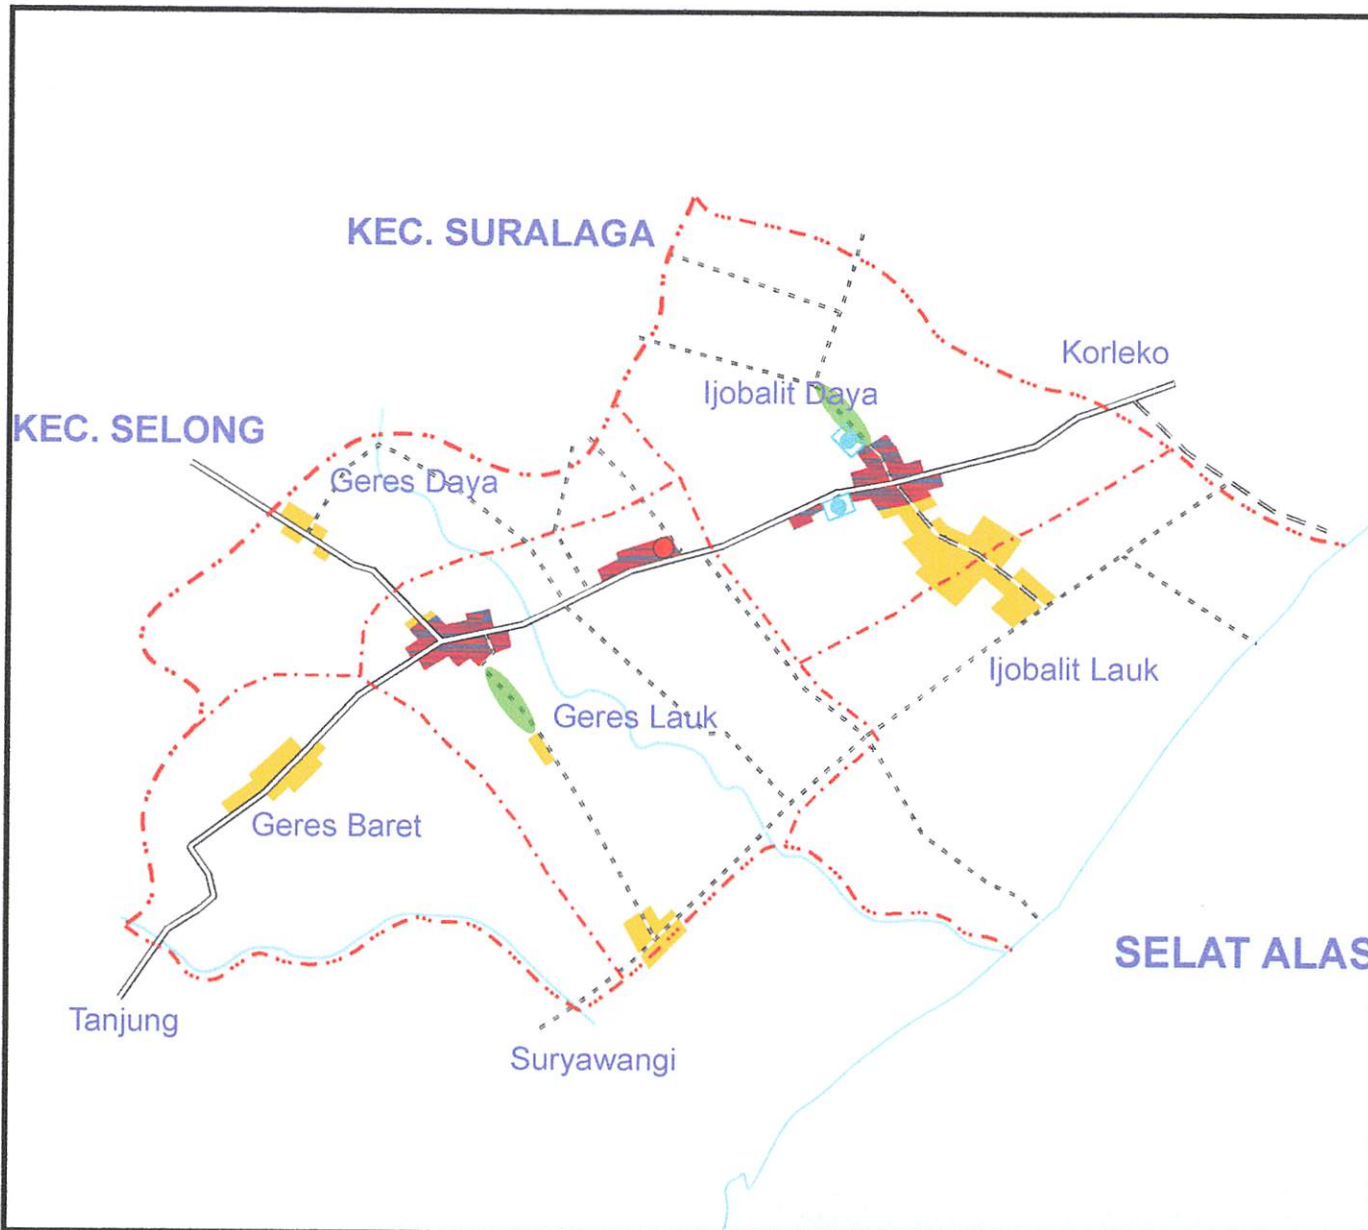 KEC. SURALAGA
Korleko
Ijobalit Daya
KEC. SELONG
Geres Daya
Ijobalit Lauk
Geres Lauk
Geres Baret
SELAT ALAS
Tanjung
Suryawangi